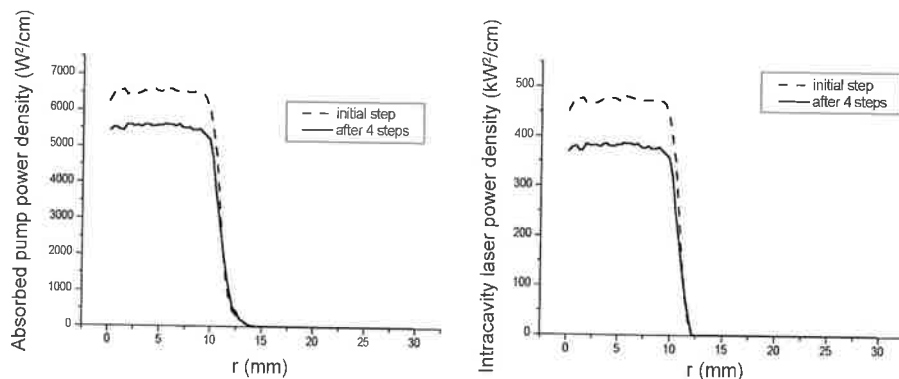 Absorbed pump power density (W²/cm)
7000
6000
5000
4000
3000
2000
1000
0
0 5 10 15 20 25 30
r (mm)
initial step
after 4 steps
Intracavity laser power density (kW²/cm)
500
400
300
200
100
0
0 5 10 15 20 25 30
r (mm)
initial step
after 4 steps